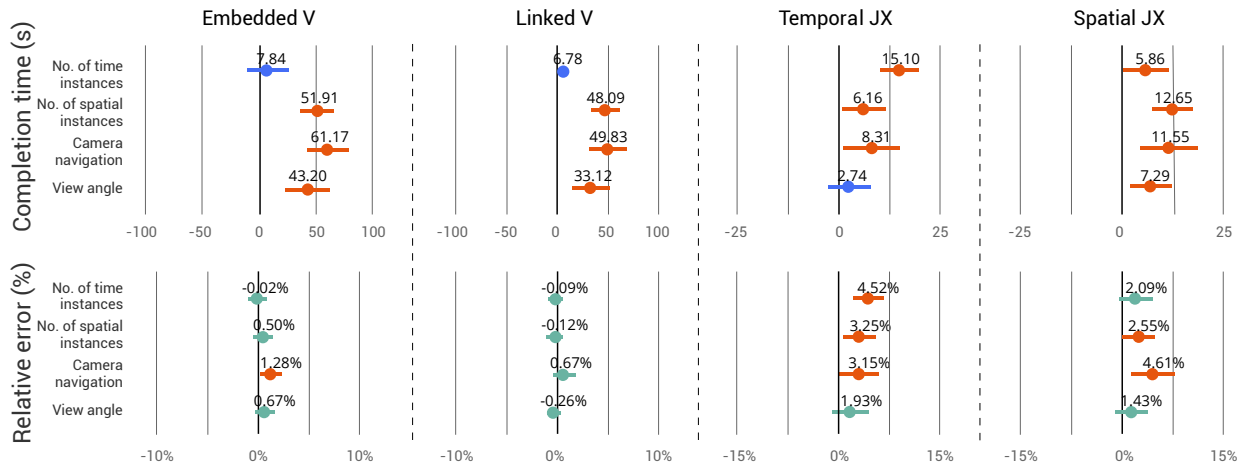 Embedded V
Linked V
Temporal JX
Spatial JX
Completion time (s)
No. of time
instances
7.84
6.78
15.10
5.86
No. of spatial
instances
51.91
48.09
6.16
12.65
Camera
navigation
61.17
49.83
8.31
11.55
View angle
43.20
33.12
2.74
7.29
-100 -50 0 50 100
-100 -50 0 50 100
-25 0 25
-25 0 25
Relative error (%)
No. of time
instances
-0.02%
-0.09%
4.52%
2.09%
No. of spatial
instances
0.50%
-0.12%
3.25%
2.55%
Camera
navigation
1.28%
0.67%
3.15%
4.61%
View angle
0.67%
-0.26%
1.93%
1.43%
-10% 0% 10%
-10% 0% 10%
-15% 0% 15%
-15% 0% 15%